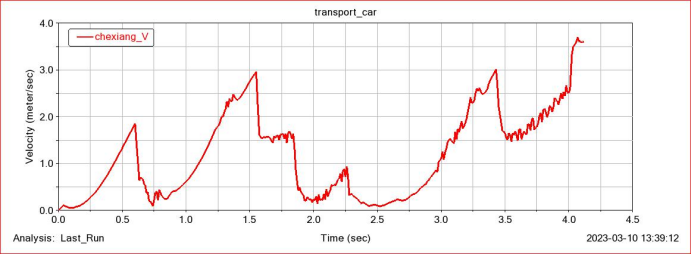 transport_car
4.0
chexiang_V
3.0
2.0
1.0
0.0
Velocity (meter/sec)
0.0 0.5 1.0 1.5 2.0 2.5 3.0 3.5 4.0 4.5
Analysis: Last_Run Time (sec) 2023-03-10 13:39:12